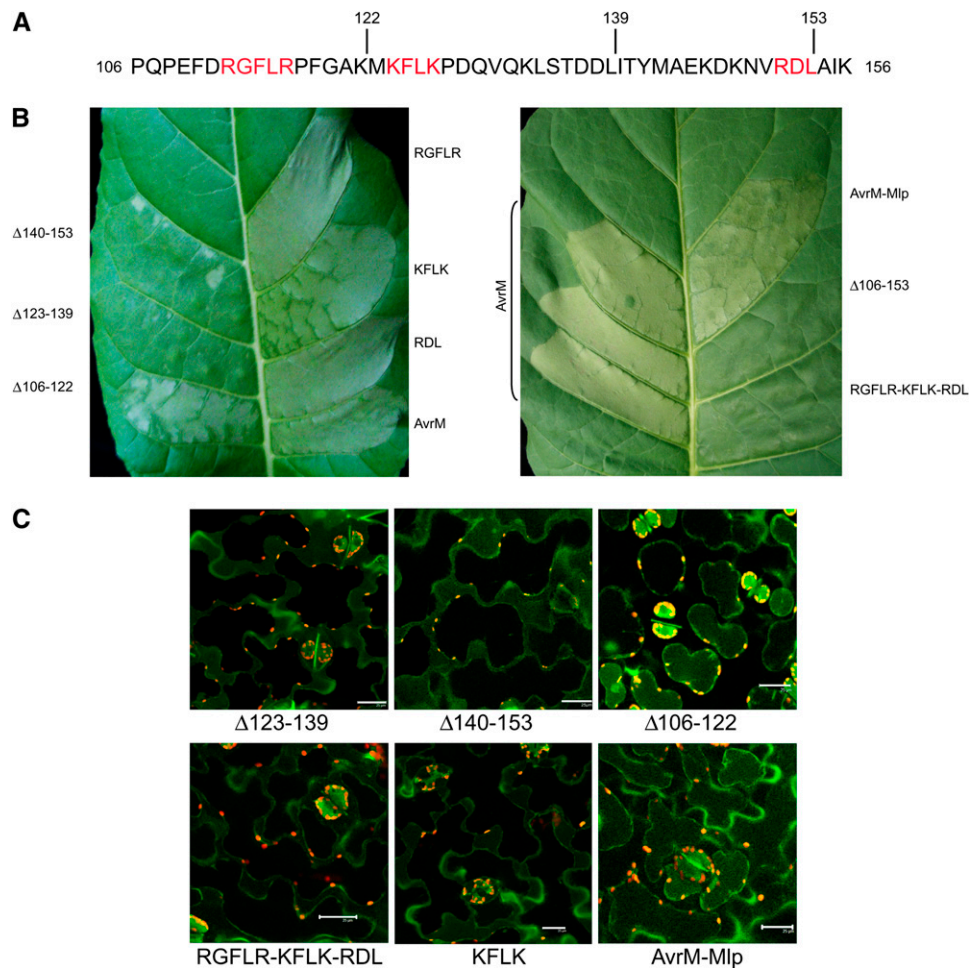 A
122 139 153
106 PQPEFDRGFLRPFGAKMKFLKPDQVQKLSTDDLITYMAEKDKNVRDLAIK 156
B
RGFLR
Δ140-153
KFLK
Δ123-139
RDL
Δ106-122
AvrM
AvrM
AvrM-Mlp
Δ106-153
RGFLR-KFLK-RDL
C
Δ123-139
Δ140-153
Δ106-122
RGFLR-KFLK-RDL
KFLK
AvrM-Mlp